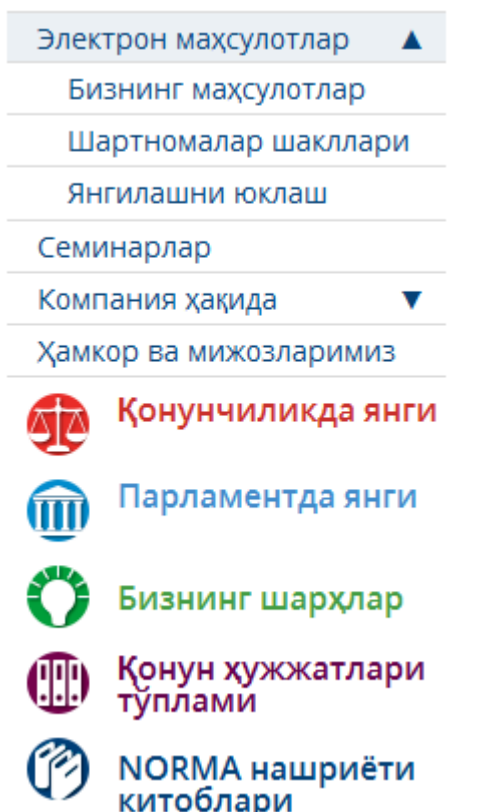 Электрон маҳсулотлар ▲
Бизнинг маҳсулотлар
Шартномалар шакллари
Янгилашни юклаш
Семинарлар
Компания ҳақида ▼
Ҳамкор ва мижозларимиз
Қонунчиликда янги
Парламентда янги
Бизнинг шарҳлар
Қонун ҳужжатлари
тўплами
NORMA нашриёти
китоблари